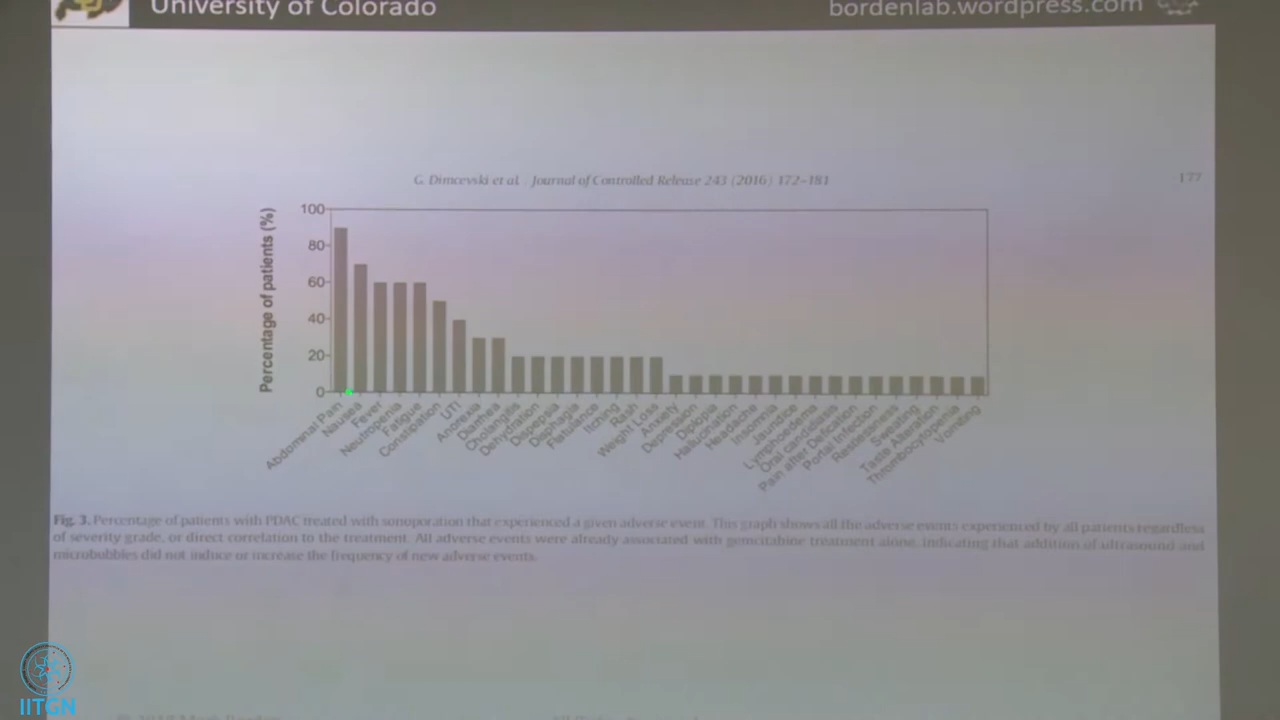 University of Colorado
bordenlab.wordpress.com
G. Dimcevski et al. Journal of Controlled Release 243 (2016) 172–181
177
Percentage of patients (%)
100
80
60
40
20
0
Abdominal Pain
Nausea
Fever
Neutropenia
Fatigue
Constipation
UTI
Anorexia
Diarrhea
Cholangitis
Dehydration
Dispepsia
Dephagia
Flatulance
Itching
Rash
Weight Loss
Anxiety
Depression
Diplopia
Hallucination
Headache
Insomnia
Jaundice
Lymphoedema
Oral candidasis
Pain after Defication
Portal Infection
Restlessness
Sweating
Taste Alteration
Thrombocytopenia
Vomiting
Fig. 3. Percentage of patients with PDAC treated with sonoporation that experienced a given adverse event. This graph shows all the adverse events experienced by all patients regardless
of severity grade, or direct correlation to the treatment. All adverse events were already associated with gemcitabine treatment alone, indicating that addition of ultrasound and
microbubbles did not induce or increase the frequency of new adverse events.
IITGN